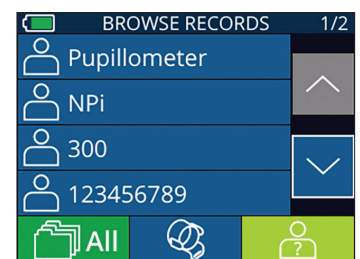 BROWSE RECORDS 1/2
Pupillometer
NPi
300
123456789
All
?